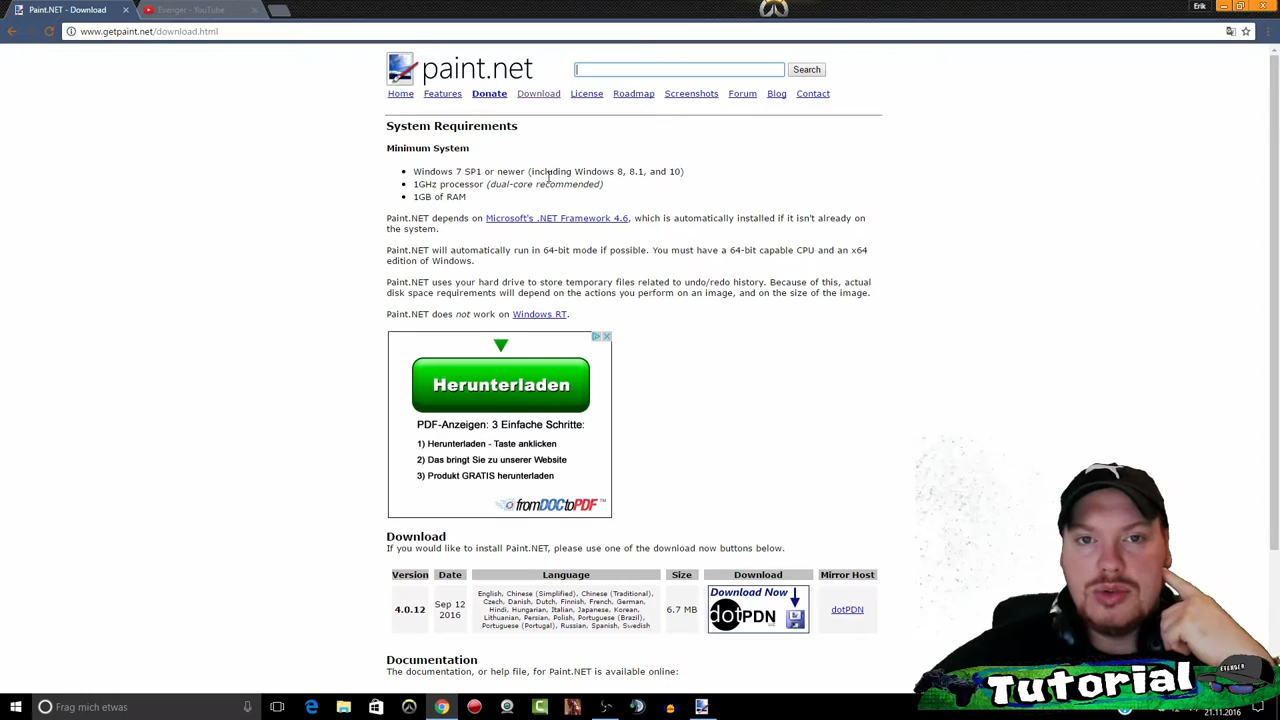 Paint.NET - Download
Evenger - YouTube
Erik
www.getpaint.net/download.html
paint.net
Search
Home Features Donate Download License Roadmap Screenshots Forum Blog Contact
System Requirements
Minimum System
Windows 7 SP1 or newer (including Windows 8, 8.1, and 10)
1GHz processor (dual-core recommended)
1GB of RAM
Paint.NET depends on Microsoft's .NET Framework 4.6, which is automatically installed if it isn't already on
the system.
Paint.NET will automatically run in 64-bit mode if possible. You must have a 64-bit capable CPU and an x64
edition of Windows.
Paint.NET uses your hard drive to store temporary files related to undo/redo history. Because of this, actual
disk space requirements will depend on the actions you perform on an image, and on the size of the image.
Paint.NET does not work on Windows RT.
Herunterladen
PDF-Anzeigen: 3 Einfache Schritte:
1) Herunterladen - Taste anklicken
2) Das bringt Sie zu unserer Website
3) Produkt GRATIS herunterladen
fromDOCtoPDF™
Download
If you would like to install Paint.NET, please use one of the download now buttons below.
Version Date Language Size Download Mirror Host
4.0.12
Sep 12
2016
English, Chinese (Simplified), Chinese (Traditional),
Czech, Danish, Dutch, Finnish, French, German,
Hindi, Hungarian, Italian, Japanese, Korean,
Lithuanian, Persian, Polish, Portuguese (Brazil),
Portuguese (Portugal), Russian, Spanish, Swedish
6.7 MB
Download Now
dotPDN
dotPDN
Documentation
The documentation, or help file, for Paint.NET is available online:
Tutorial
EVENGER
Frag mich etwas
21.11.2016